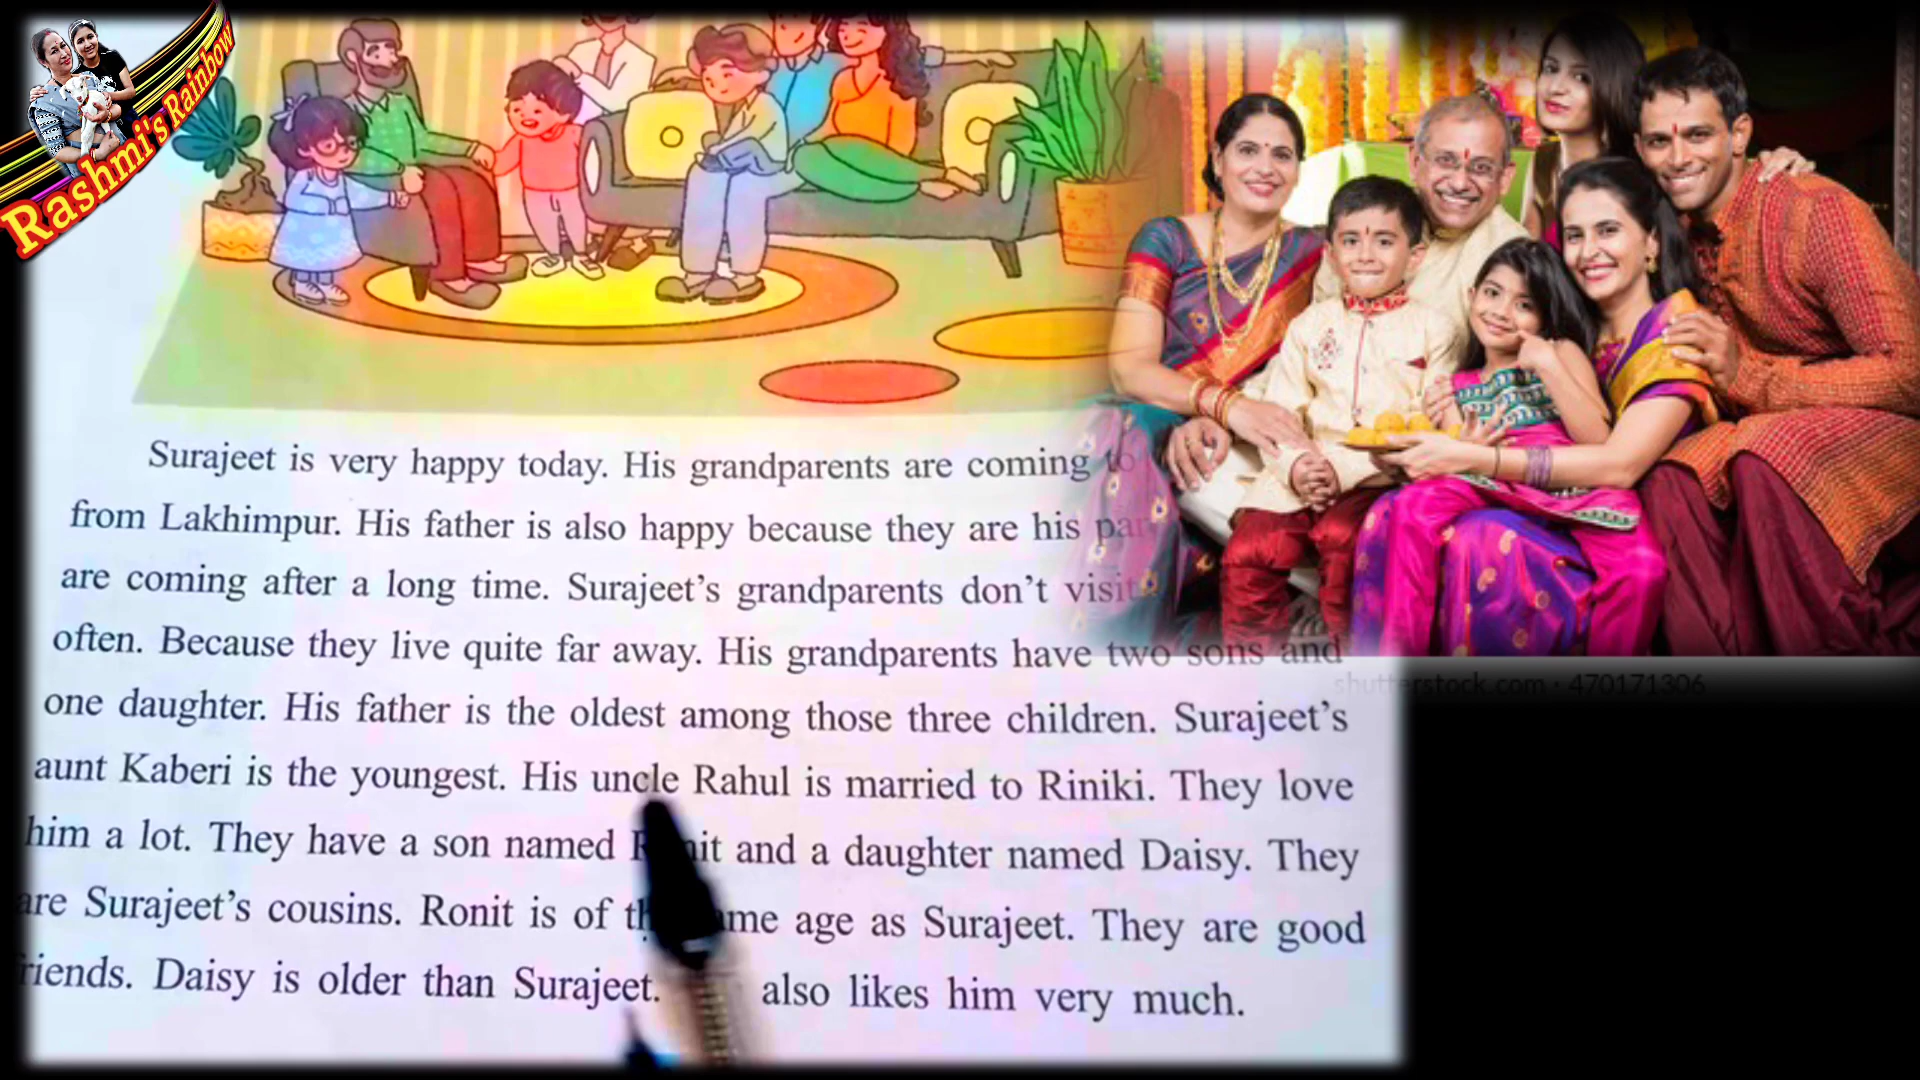 Rashmi's Rainbow
Surajeet is very happy today. His grandparents are coming to
from Lakhimpur. His father is also happy because they are his
are coming after a long time. Surajeet's grandparents don't visit
often. Because they live quite far away. His grandparents have two sons and
one daughter. His father is the oldest among those three children. Surajeet's
aunt Kaberi is the youngest. His uncle Rahul is married to Riniki. They love
him a lot. They have a son named and a daughter named Daisy. They
are Surajeet's cousins. Ronit is of age as Surajeet. They are good
friends. Daisy is older than Surajeet. also likes him very much.
shutterstock.com · 470171306